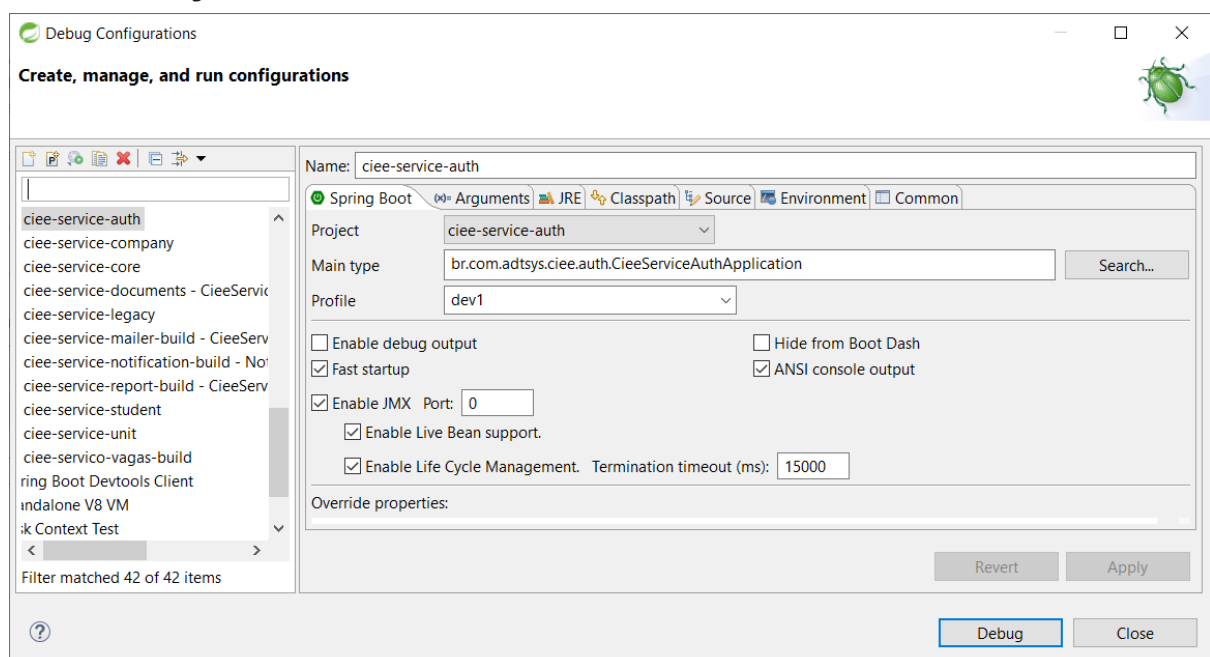 Debug Configurations
Create, manage, and run configurations
Name: ciee-service-auth
Spring Boot (x)= Arguments JRE Classpath Source Environment Common
ciee-service-auth
ciee-service-company
ciee-service-core
ciee-service-documents - CieeServic
ciee-service-legacy
ciee-service-mailer-build - CieeServ
ciee-service-notification-build - Not
ciee-service-report-build - CieeServ
ciee-service-student
ciee-service-unit
ciee-servico-vagas-build
ring Boot Devtools Client
andalone V8 VM
sk Context Test
Filter matched 42 of 42 items
Project ciee-service-auth
Main type br.com.adtsys.ciee.auth.CieeServiceAuthApplication Search...
Profile dev1
Enable debug output Hide from Boot Dash
Fast startup ANSI console output
Enable JMX Port: 0
Enable Live Bean support.
Enable Life Cycle Management. Termination timeout (ms): 15000
Override properties:
Revert Apply
? Debug Close